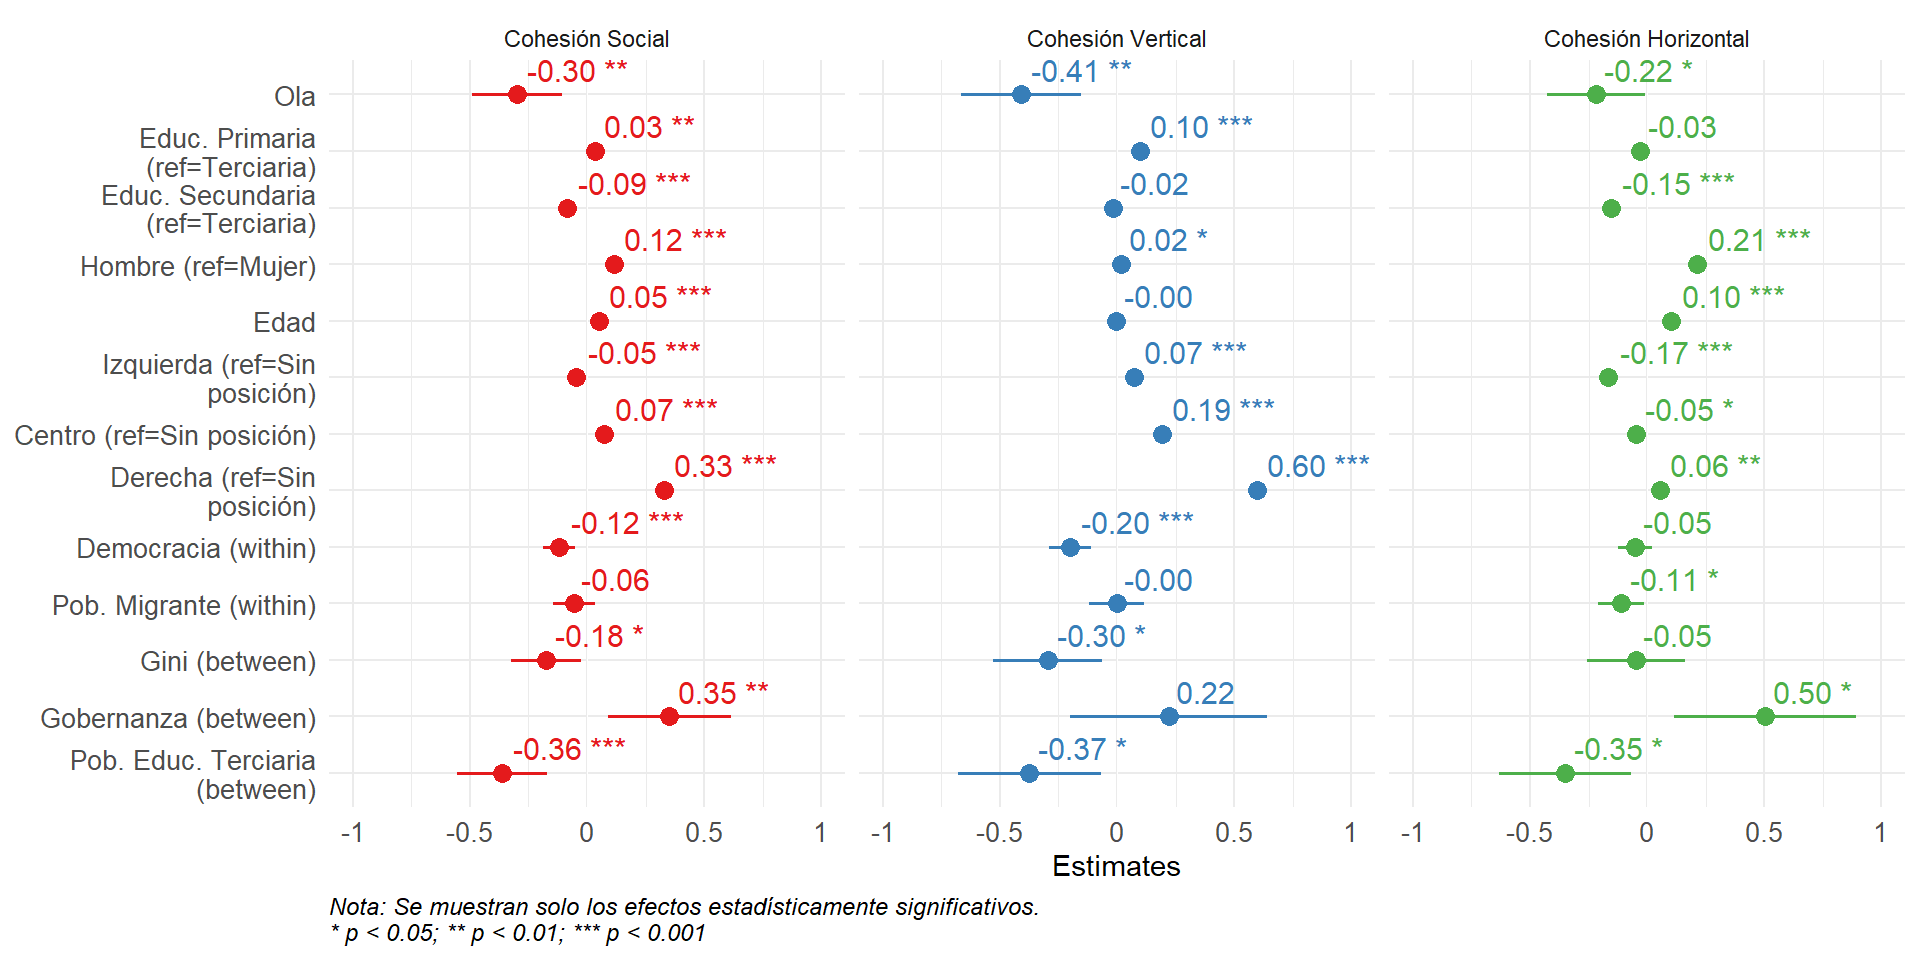 Cohesión Social
Cohesión Vertical
Cohesión Horizontal
Ola
-0.30 **
-0.41 **
-0.22 *
Educ. Primaria
(ref=Terciaria)
0.03 **
0.10 ***
-0.03
Educ. Secundaria
(ref=Terciaria)
-0.09 ***
-0.02
-0.15 ***
Hombre (ref=Mujer)
0.12 ***
0.02 *
0.21 ***
Edad
0.05 ***
-0.00
0.10 ***
Izquierda (ref=Sin
posición)
-0.05 ***
0.07 ***
-0.17 ***
Centro (ref=Sin posición)
0.07 ***
0.19 ***
-0.05 *
Derecha (ref=Sin
posición)
0.33 ***
0.60 ***
0.06 **
Democracia (within)
-0.12 ***
-0.20 ***
-0.05
Pob. Migrante (within)
-0.06
-0.00
-0.11 *
Gini (between)
-0.18 *
-0.30 *
-0.05
Gobernanza (between)
0.35 **
0.22
0.50 *
Pob. Educ. Terciaria
(between)
-0.36 ***
-0.37 *
-0.35 *
-1 -0.5 0 0.5 1
-1 -0.5 0 0.5 1
-1 -0.5 0 0.5 1
Estimates
Nota: Se muestran solo los efectos estadísticamente significativos.
* p < 0.05; ** p < 0.01; *** p < 0.001